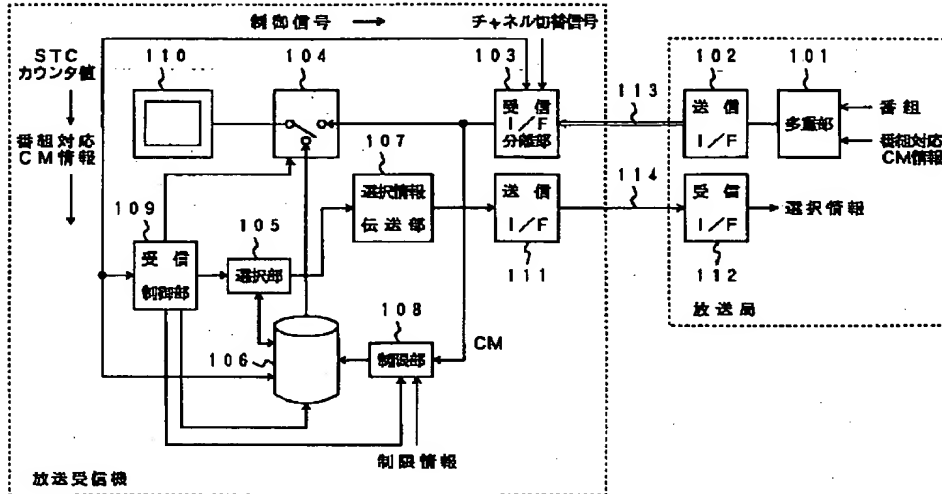 制御信号
チャネル切替信号
STC
カウンタ値
番組対応
CM情報
110
104
103
受信
I/F
分離部
113
102
送信
I/F
101
多重部
番組
番組対応
CM情報
107
選択情報
伝送部
送信
I/F
111
114
受信
I/F
112
選択情報
放送局
109
受信
制御部
105
選択部
106
108
制限部
CM
制限情報
放送受信機